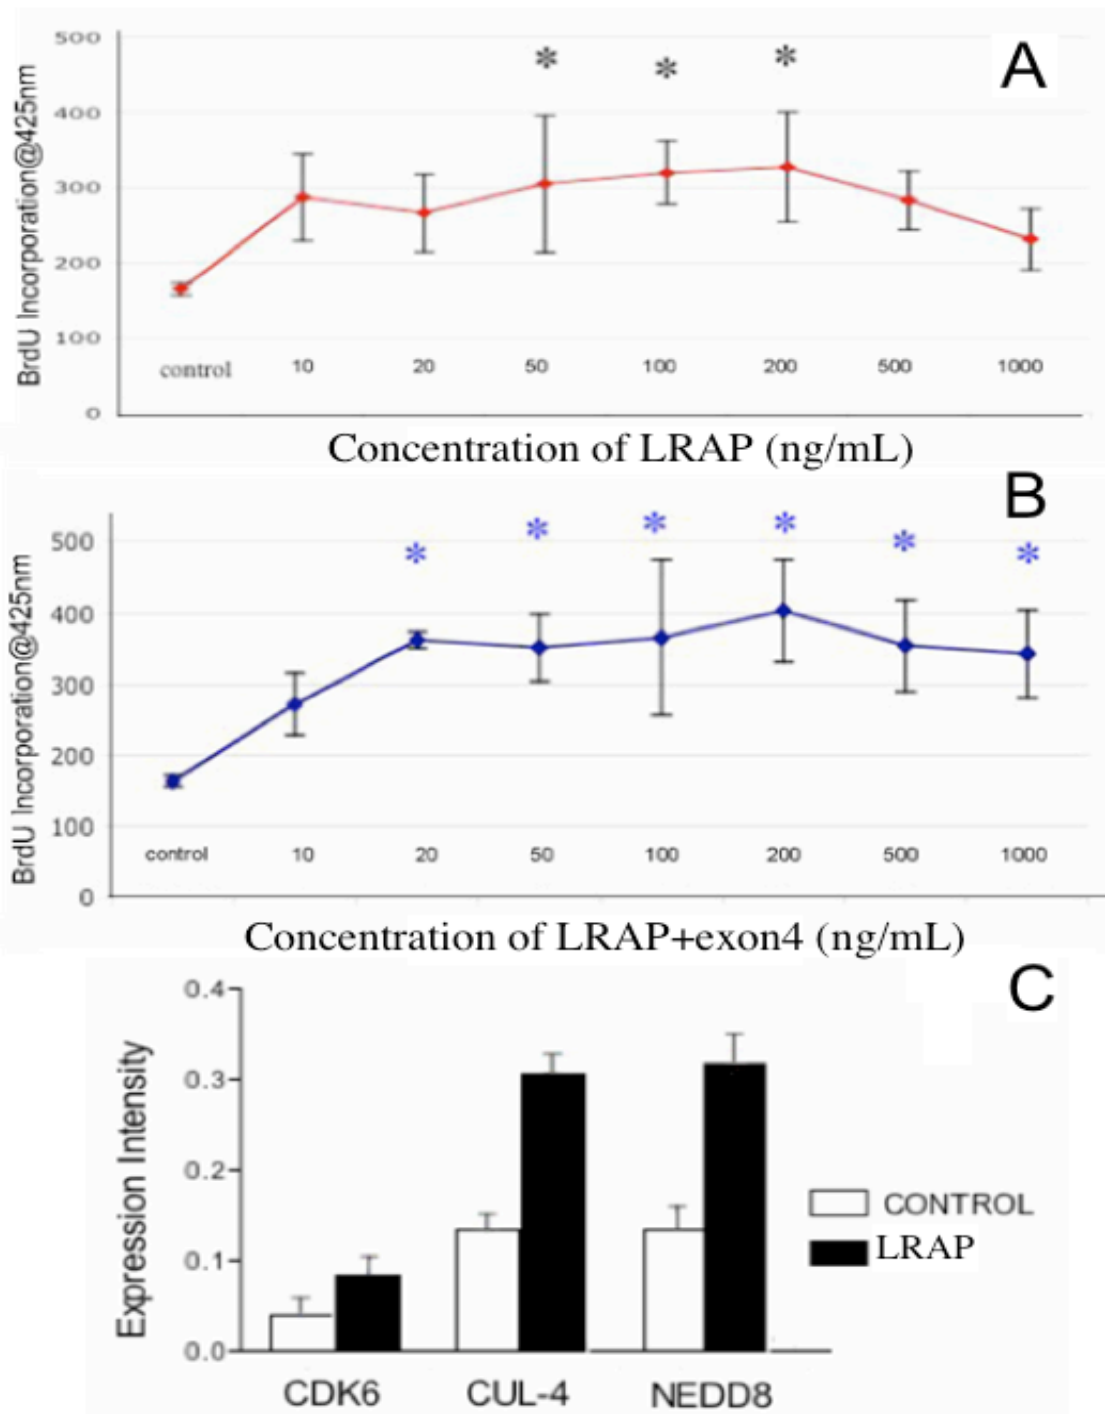 A
BrdU Incorporation@425nm
500
400
300
200
100
0
* * *
control 10 20 50 100 200 500 1000
Concentration of LRAP (ng/mL)
B
BrdU Incorporation@425nm
500
400
300
200
100
0
* * * * * *
control 10 20 50 100 200 500 1000
Concentration of LRAP+exon4 (ng/mL)
C
Expression Intensity
0.4
0.3
0.2
0.1
0.0
CONTROL
LRAP
CDK6 CUL-4 NEDD8